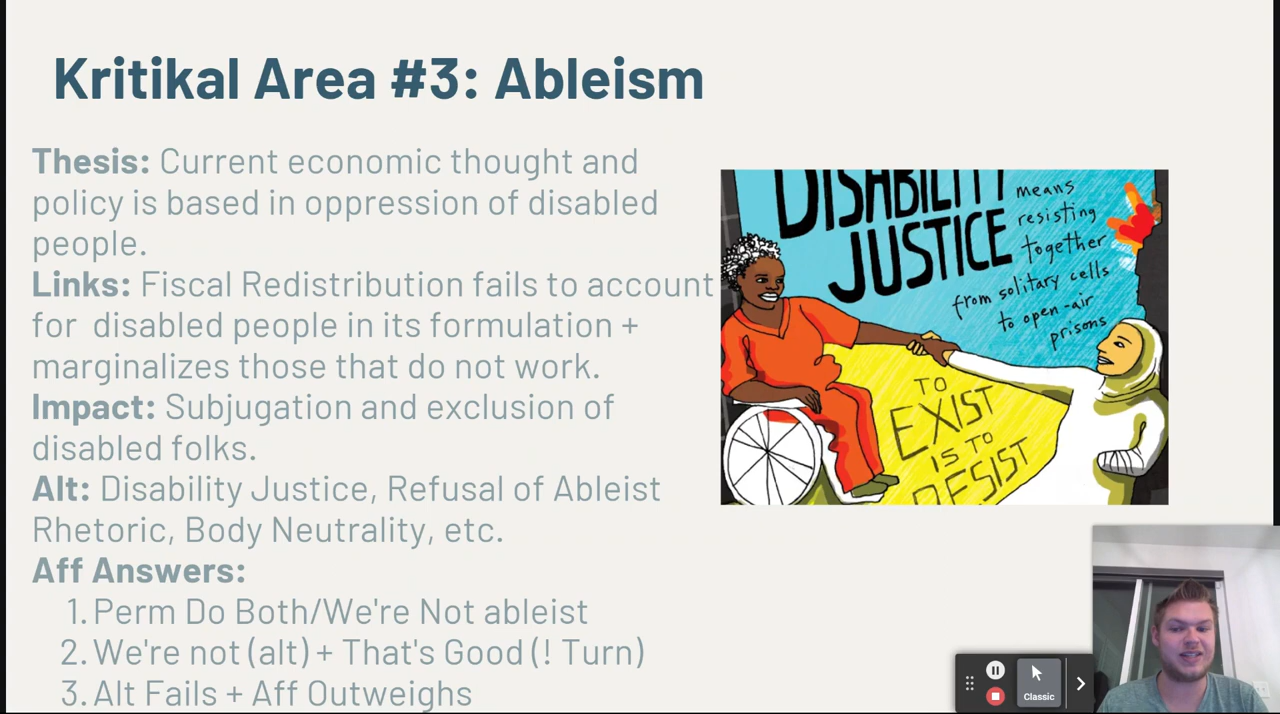 Kritikal Area #3: Ableism
Thesis: Current economic thought and
policy is based in oppression of disabled
people.
Links: Fiscal Redistribution fails to account
for  disabled people in its formulation +
marginalizes those that do not work.
Impact: Subjugation and exclusion of
disabled folks.
Alt: Disability Justice, Refusal of Ableist
Rhetoric, Body Neutrality, etc.
Aff Answers:
1. Perm Do Both/We're Not ableist
2. We're not (alt) + That's Good (! Turn)
3. Alt Fails + Aff Outweighs
DISABILITY
JUSTICE
means
resisting
together
from solitary cells
to open-air
prisons
TO
EXIST
IS TO
RESIST
Classic